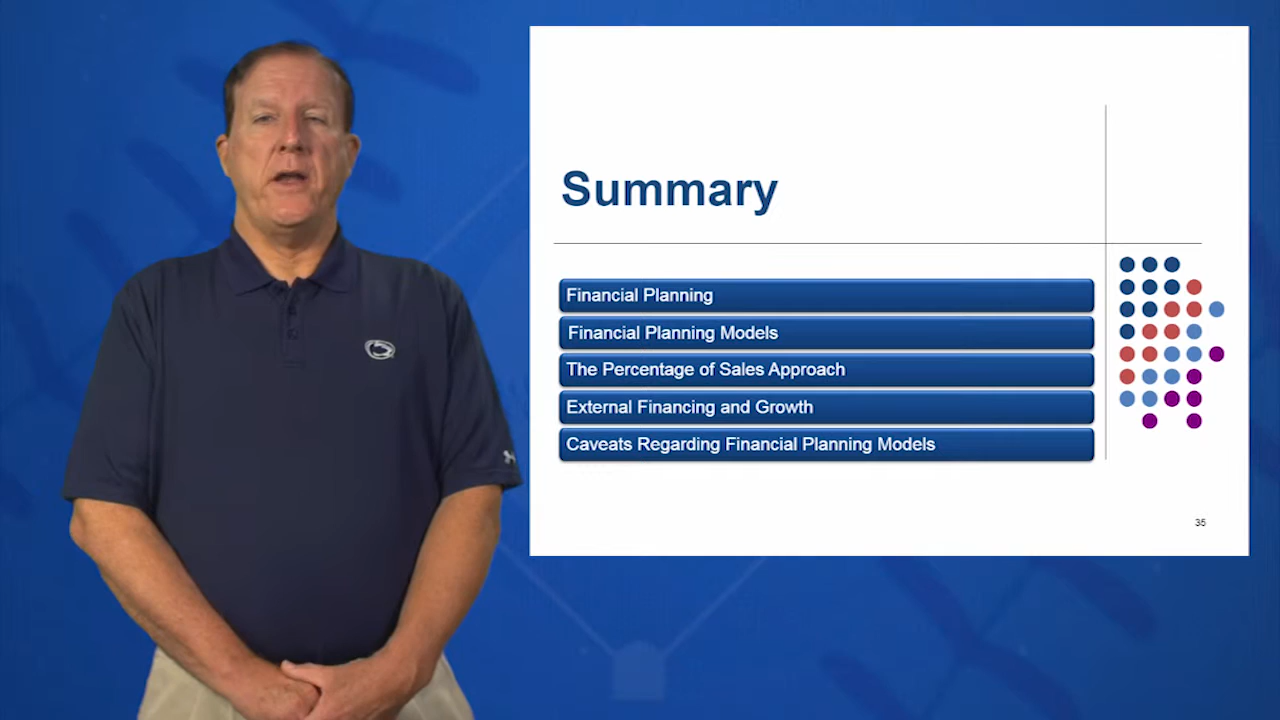 Summary
Financial Planning
Financial Planning Models
The Percentage of Sales Approach
External Financing and Growth
Caveats Regarding Financial Planning Models
35